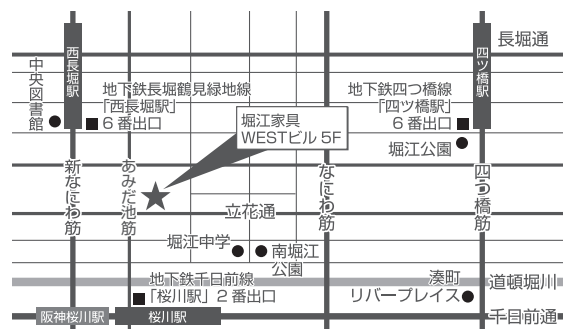 長堀通
西長堀駅
四ツ橋駅
中央図書館
地下鉄長堀鶴見緑地線
「西長堀駅」
6番出口
地下鉄四つ橋線
「四ツ橋駅」
6番出口
堀江家具
WESTビル 5F
堀江公園
新なにわ筋
あみだ池筋
なにわ筋
四つ橋筋
立花通
堀江中学
南堀江
公園
地下鉄千日前線
「桜川駅」2番出口
湊町
リバープレイス
道頓堀川
阪神桜川駅
桜川駅
千日前通